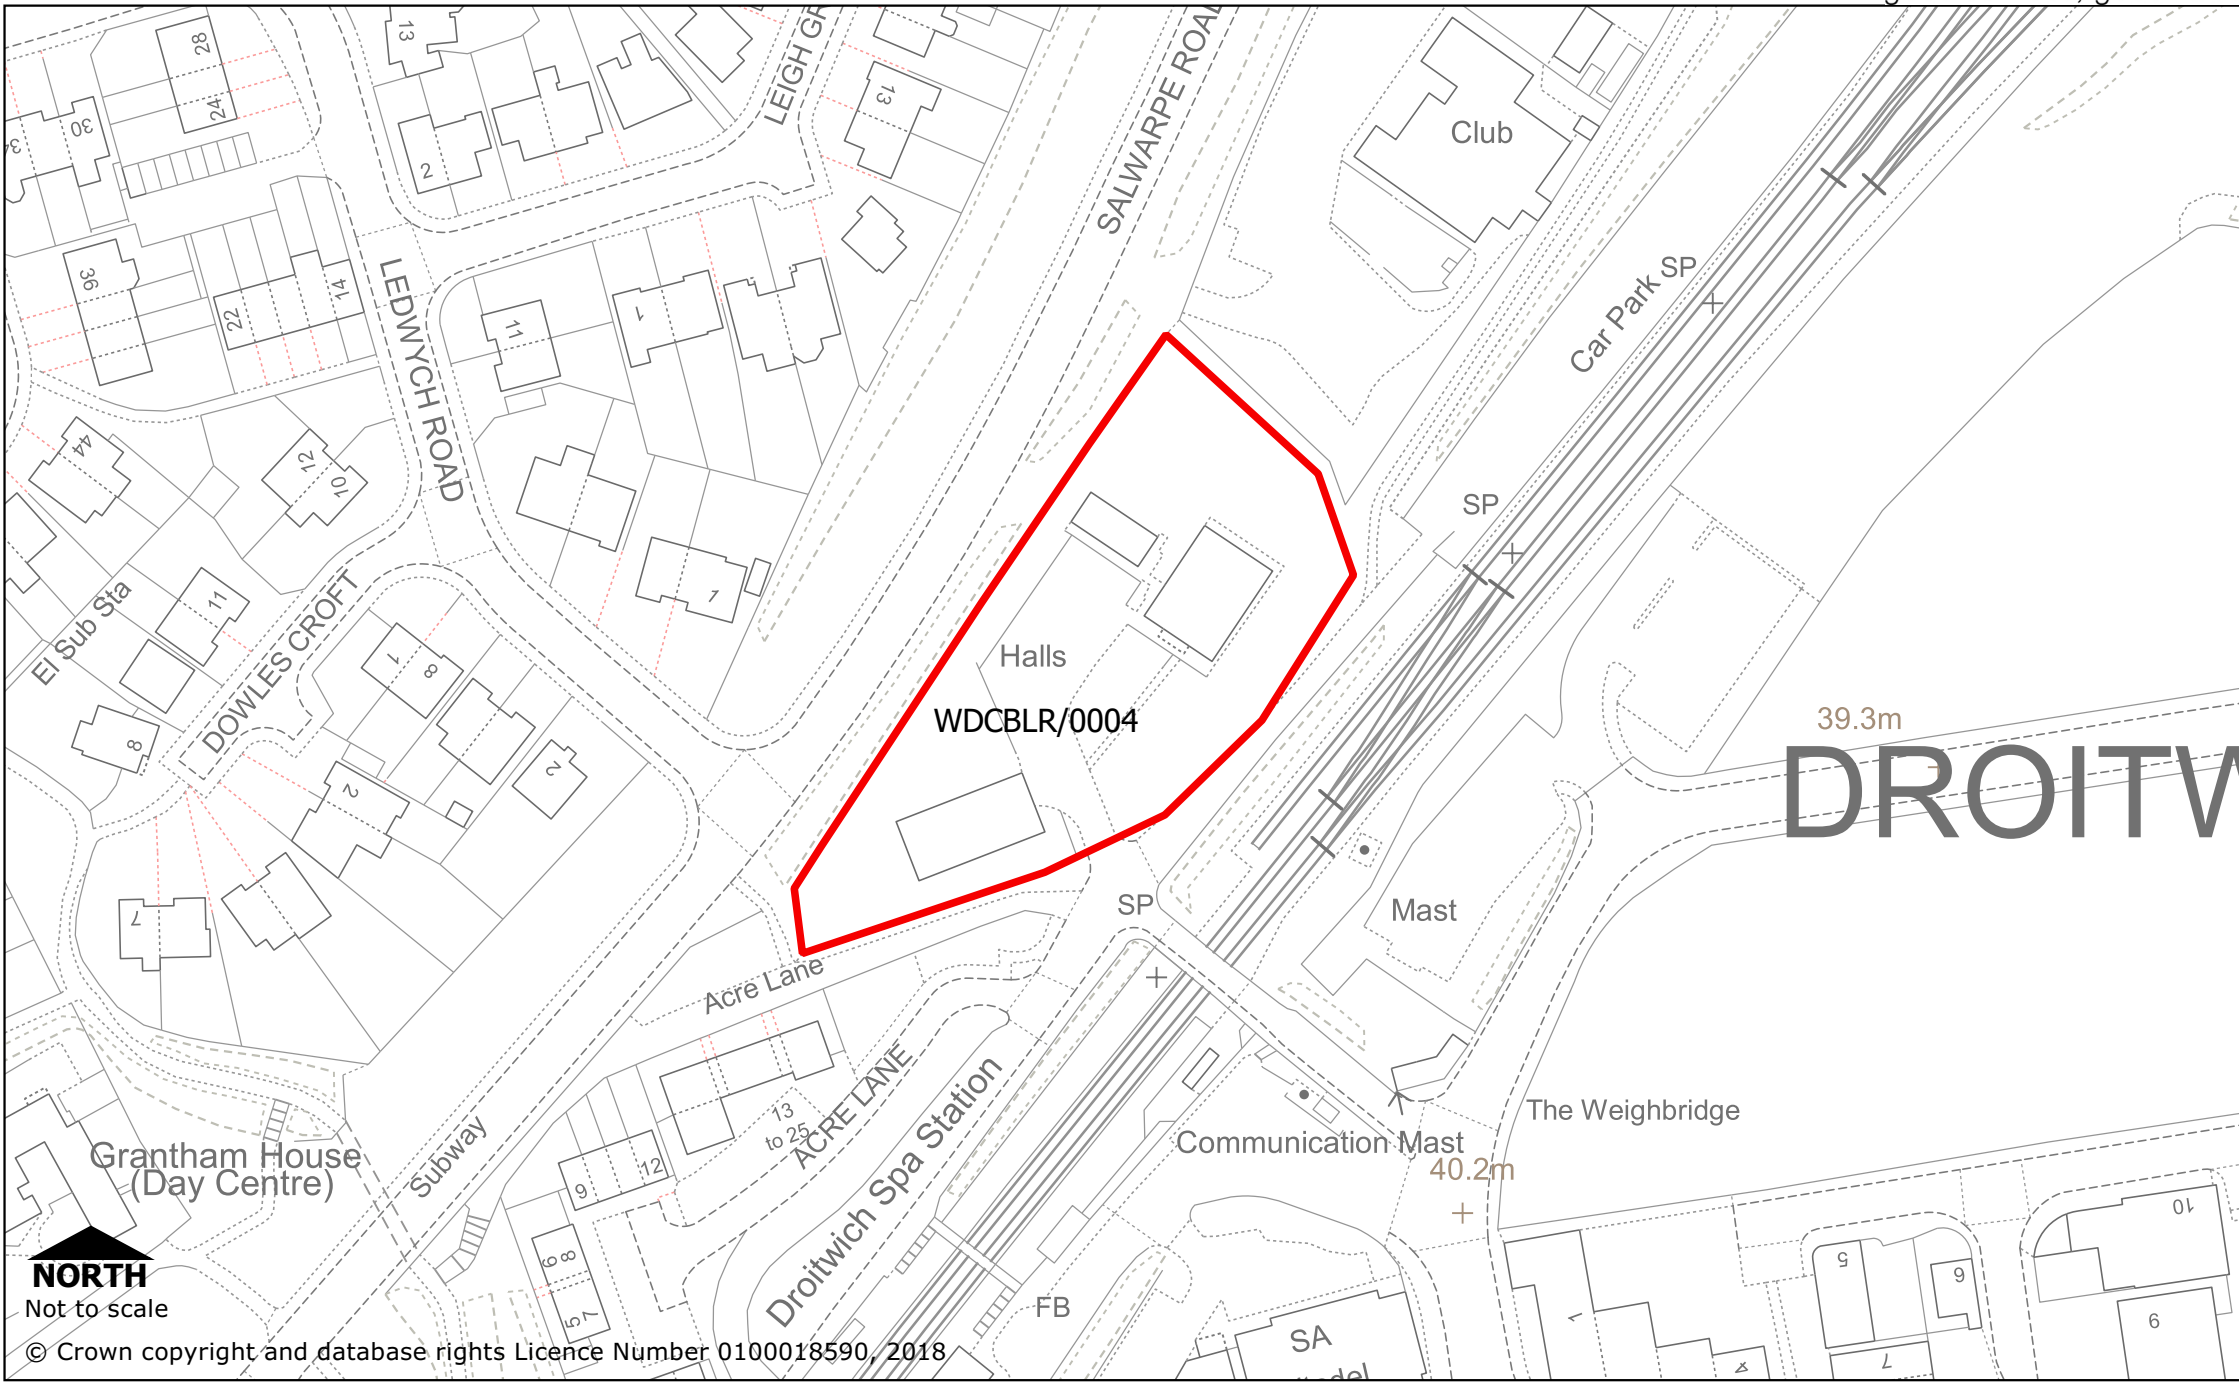 28
24
30
13
2
LEIGH GR
13
SALWARPE ROAD
Club
36
22
14
LEDWYCH ROAD
11
1
Car Park
SP
44
12
10
SP
El Sub Sta
11
DOWLES CROFT
1
8
1
8
2
2
7
Halls
WDCBLR/0004
39.3m
DROITW
SP
Mast
Acre Lane
13
to 25
ACRE LANE
Droitwich Spa Station
The Weighbridge
Communication Mast
40.2m
Grantham House
(Day Centre)
Subway
9
12
8
6
5
7
FB
SA
1
4
5
6
7
10
9
NORTH
Not to scale
© Crown copyright and database rights Licence Number 0100018590, 2018